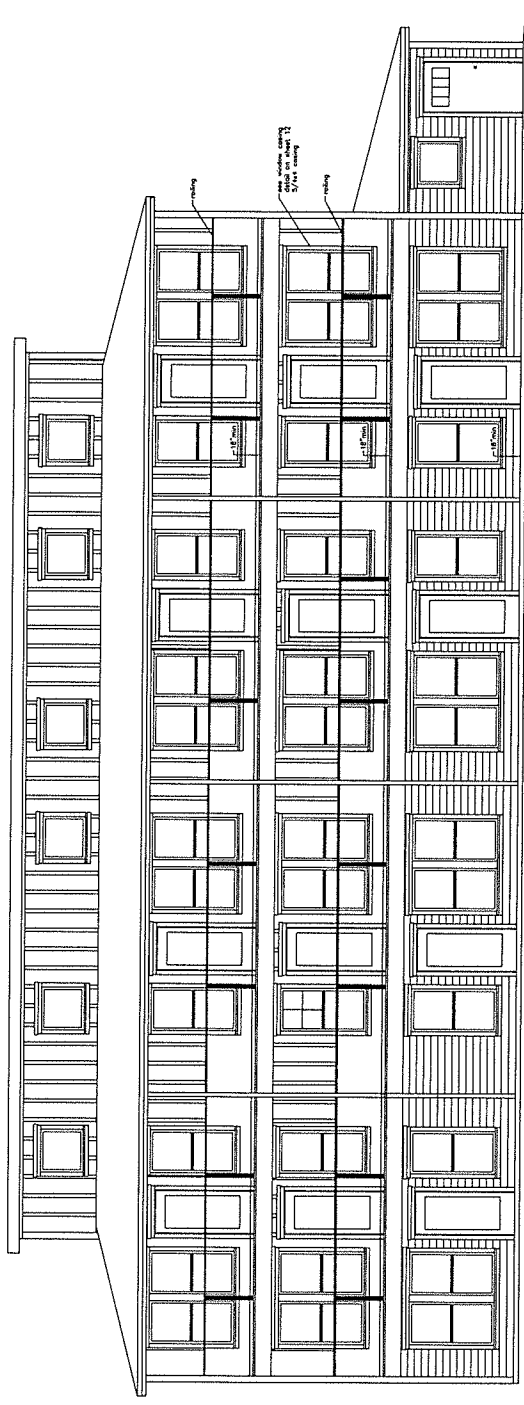 railing
see window casing
detail on sheet 12
5/4x4 casing
railing
18"min
18"min
18"min